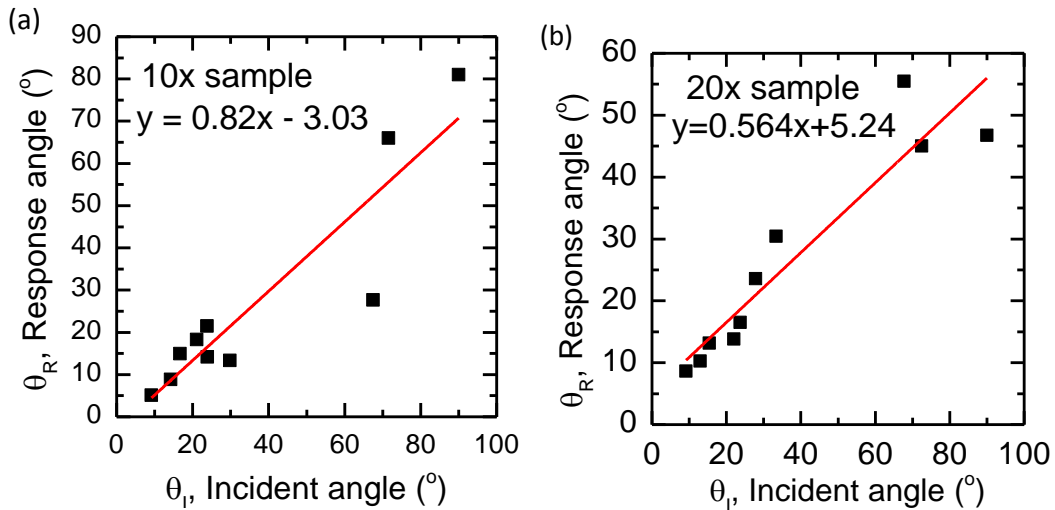 (a)
10x sample
y = 0.82x - 3.03
θR, Response angle (o)
90
80
70
60
50
40
30
20
10
0
0 20 40 60 80 100
θI, Incident angle (o)
(b)
20x sample
y=0.564x+5.24
θR, Response angle (o)
60
50
40
30
20
10
0
0 20 40 60 80 100
θI, Incident angle (o)